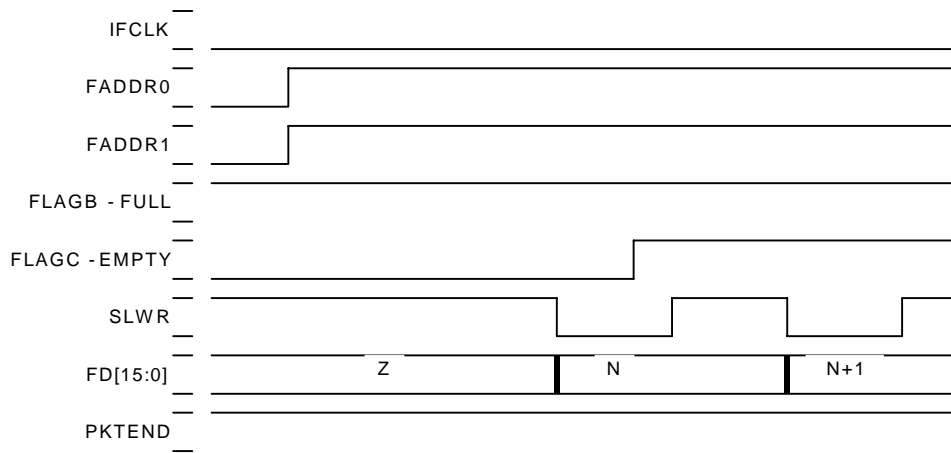 IFCLK
FADDR0
FADDR1
FLAGB - FULL
FLAGC - EMPTY
SLWR
FD[15:0] Z N N+1
PKTEND